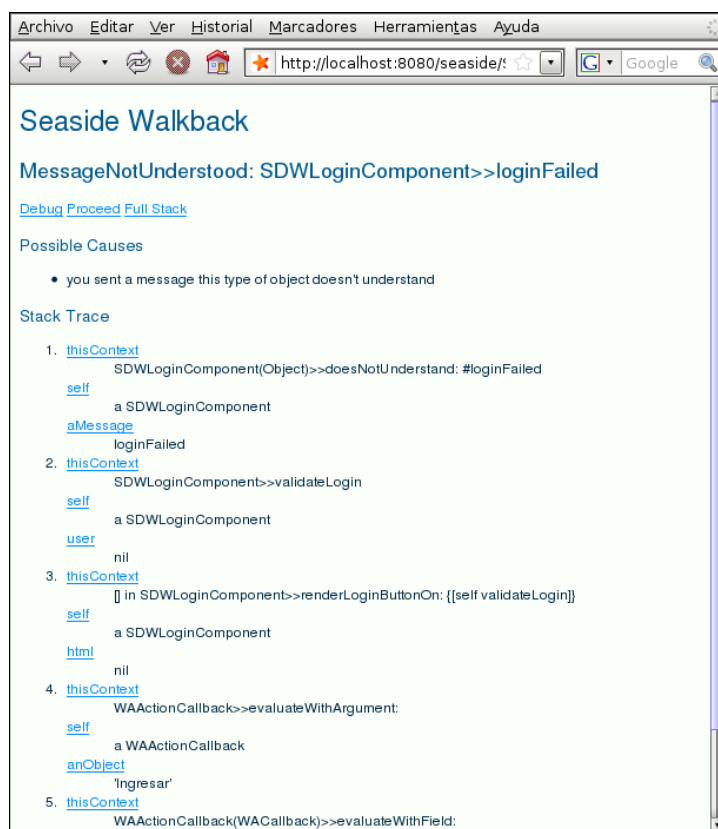 Archivo Editar Ver Historial Marcadores Herramientas Ayuda
http://localhost:8080/seaside/ G Google
Seaside Walkback
MessageNotUnderstood: SDWLoginComponent>>loginFailed
Debug Proceed Full Stack
Possible Causes
• you sent a message this type of object doesn't understand
Stack Trace
1. thisContext
SDWLoginComponent(Object)>>doesNotUnderstand: #loginFailed
self
a SDWLoginComponent
aMessage
loginFailed
2. thisContext
SDWLoginComponent>>validateLogin
self
a SDWLoginComponent
user
nil
3. thisContext
[] in SDWLoginComponent>>renderLoginButtonOn: {[self validateLogin]}
self
a SDWLoginComponent
html
nil
4. thisContext
WAActionCallback>>evaluateWithArgument:
self
a WAActionCallback
anObject
'Ingresar'
5. thisContext
WAActionCallback(WACallback)>>evaluateWithField: